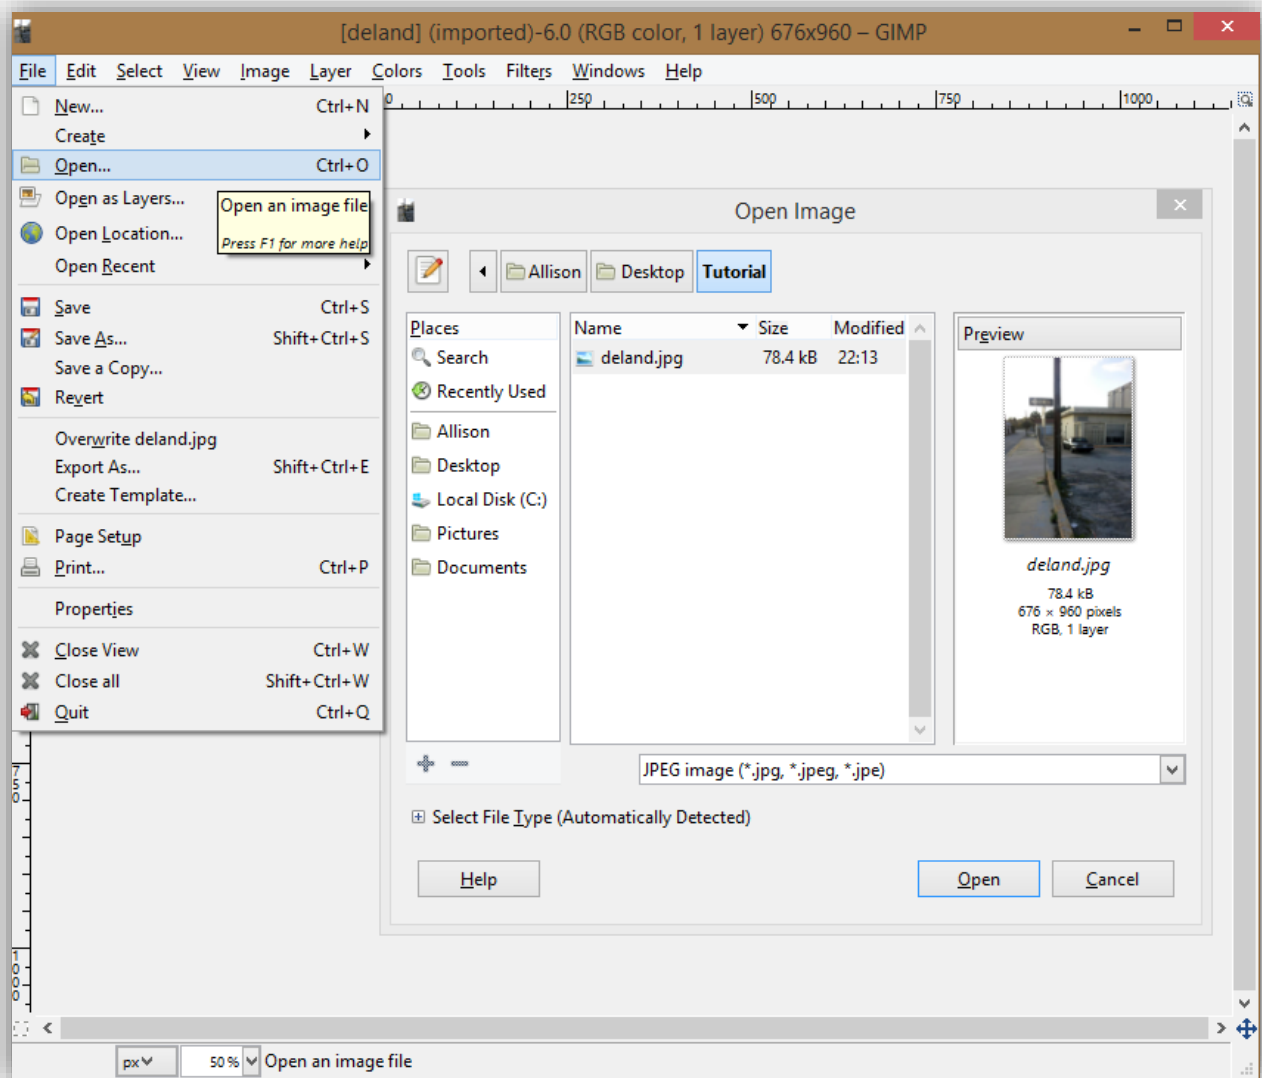 [deland] (imported)-6.0 (RGB color, 1 layer) 676x960 – GIMP
File Edit Select View Image Layer Colors Tools Filters Windows Help
0 250 500 750 1000
New... Ctrl+N
Create
Open... Ctrl+O
Open as Layers...
Open Location...
Open Recent
Open an image file
Press F1 for more help
Save Ctrl+S
Save As... Shift+Ctrl+S
Save a Copy...
Revert
Overwrite deland.jpg
Export As... Shift+Ctrl+E
Create Template...
Page Setup
Print... Ctrl+P
Properties
Close View Ctrl+W
Close all Shift+Ctrl+W
Quit Ctrl+Q
Open Image
Allison Desktop Tutorial
Places
Search
Recently Used
Allison
Desktop
Local Disk (C:)
Pictures
Documents
Name Size Modified
deland.jpg 78.4 kB 22:13
Preview
deland.jpg
78.4 kB
676 × 960 pixels
RGB, 1 layer
JPEG image (*.jpg, *.jpeg, *.jpe)
Select File Type (Automatically Detected)
Help Open Cancel
750
1000
px 50 % Open an image file